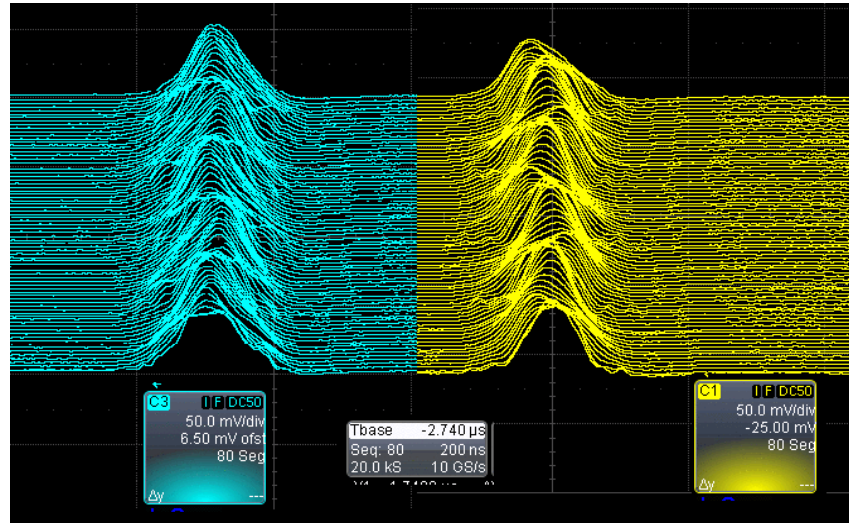 C3 I F DC50
50.0 mV/div
6.50 mV ofst
80 Seg
Δy ---
Tbase -2.740 µs
Seq: 80 200 ns
20.0 kS 10 GS/s
C1 I F DC50
50.0 mV/div
-25.00 mV
80 Seg
Δy ---